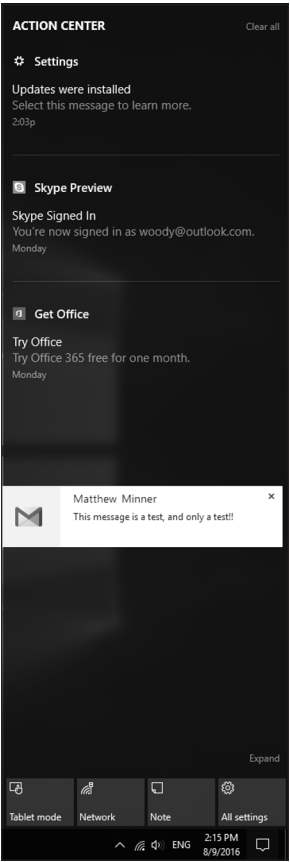 ACTION CENTER Clear all
Settings
Updates were installed
Select this message to learn more.
2:03p
Skype Preview
Skype Signed In
You're now signed in as woody@outlook.com.
Monday
Get Office
Try Office
Try Office 365 free for one month.
Monday
Matthew Minner ×
This message is a test, and only a test!!
Expand
Tablet mode Network Note All settings
ENG 2:15 PM
8/9/2016